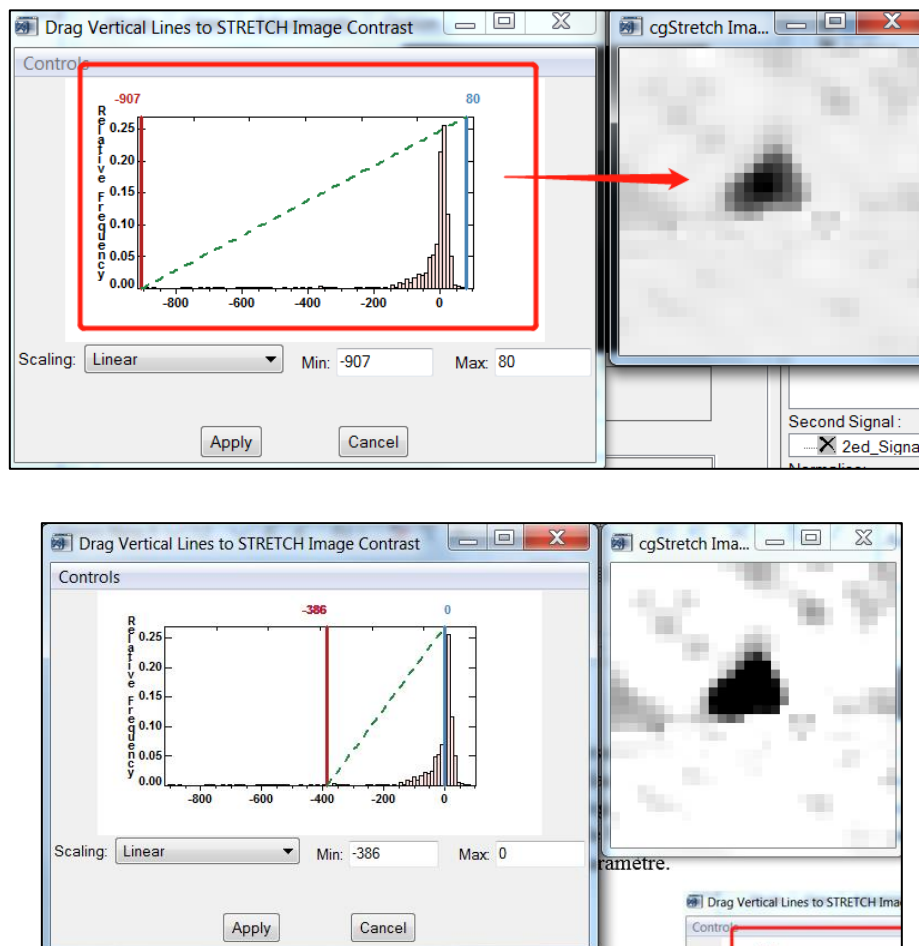 Drag Vertical Lines to STRETCH Image Contrast
cgStretch Ima...
Controls
-907
80
Relative Frequency
0.25
0.20
0.15
0.10
0.05
0.00
-800
-600
-400
-200
0
Scaling: Linear
Min: -907
Max: 80
Apply
Cancel
Second Signal :
2ed_Signa
Drag Vertical Lines to STRETCH Image Contrast
cgStretch Ima...
Controls
-386
0
Relative Frequency
0.25
0.20
0.15
0.10
0.05
0.00
-800
-600
-400
-200
0
Scaling: Linear
Min: -386
Max: 0
ramétre.
Apply
Cancel
Drag Vertical Lines to STRETCH Ima
Controls